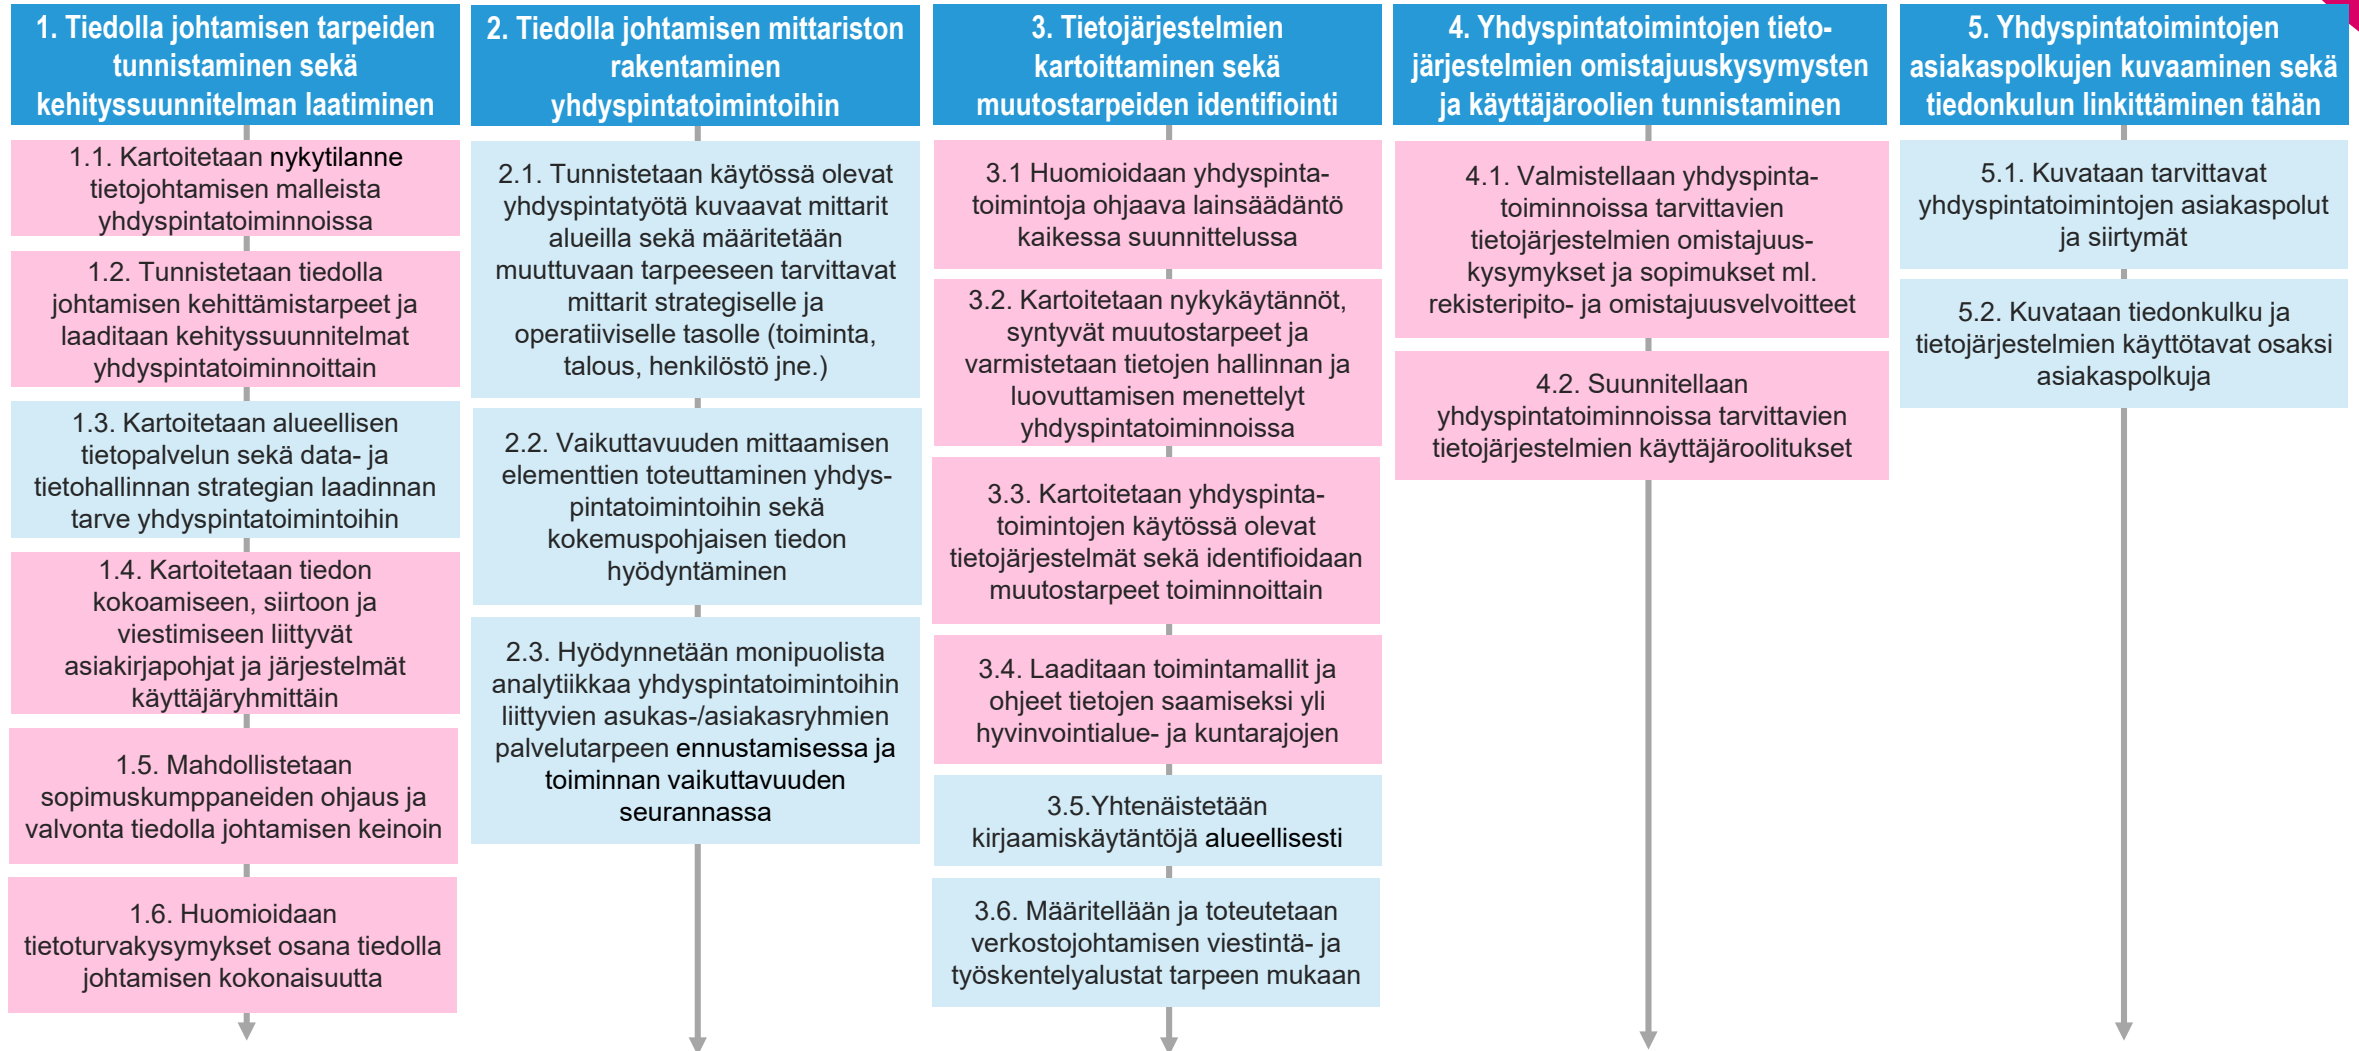 1. Tiedolla johtamisen tarpeiden
tunnistaminen sekä
kehityssuunnitelman laatiminen
1.1. Kartoitetaan nykytilanne
tietojohtamisen malleista
yhdyspintatoiminnoissa
1.2. Tunnistetaan tiedolla
johtamisen kehittämistarpeet ja
laaditaan kehityssuunnitelmat
yhdyspintatoiminnoittain
1.3. Kartoitetaan alueellisen
tietopalvelun sekä data- ja
tietohallinnan strategian laadinnan
tarve yhdyspintatoimintoihin
1.4. Kartoitetaan tiedon
kokoamiseen, siirtoon ja
viestimiseen liittyvät
asiakirjapohjat ja järjestelmät
käyttäjäryhmittäin
1.5. Mahdollistetaan
sopimuskumppaneiden ohjaus ja
valvonta tiedolla johtamisen keinoin
1.6. Huomioidaan
tietoturvakysymykset osana tiedolla
johtamisen kokonaisuutta
2. Tiedolla johtamisen mittariston
rakentaminen
yhdyspintatoimintoihin
2.1. Tunnistetaan käytössä olevat
yhdyspintatyötä kuvaavat mittarit
alueilla sekä määritetään
muuttuvaan tarpeeseen tarvittavat
mittarit strategiselle ja
operatiiviselle tasolle (toiminta,
talous, henkilöstö jne.)
2.2. Vaikuttavuuden mittaamisen
elementtien toteuttaminen yhdys-
pintatoimintoihin sekä
kokemuspohjaisen tiedon
hyödyntäminen
2.3. Hyödynnetään monipuolista
analytiikkaa yhdyspintatoimintoihin
liittyvien asukas-/asiakasryhmien
palvelutarpeen ennustamisessa ja
toiminnan vaikuttavuuden
seurannassa
3. Tietojärjestelmien
kartoittaminen sekä
muutostarpeiden identifiointi
3.1 Huomioidaan yhdyspinta-
toimintoja ohjaava lainsäädäntö
kaikessa suunnittelussa
3.2. Kartoitetaan nykykäytännöt,
syntyvät muutostarpeet ja
varmistetaan tietojen hallinnan ja
luovuttamisen menettelyt
yhdyspintatoiminnoissa
3.3. Kartoitetaan yhdyspinta-
toimintojen käytössä olevat
tietojärjestelmät sekä identifioidaan
muutostarpeet toiminnoittain
3.4. Laaditaan toimintamallit ja
ohjeet tietojen saamiseksi yli
hyvinvointialue- ja kuntarajojen
3.5.Yhtenäistetään
kirjaamiskäytäntöjä alueellisesti
3.6. Määritellään ja toteutetaan
verkostojohtamisen viestintä- ja
työskentelyalustat tarpeen mukaan
4. Yhdyspintatoimintojen tieto-
järjestelmien omistajuuskysymysten
ja käyttäjäroolien tunnistaminen
4.1. Valmistellaan yhdyspinta-
toiminnoissa tarvittavien
tietojärjestelmien omistajuus-
kysymykset ja sopimukset ml.
rekisteripito- ja omistajuusvelvoitteet
4.2. Suunnitellaan
yhdyspintatoiminnoissa tarvittavien
tietojärjestelmien käyttäjäroolitukset
5. Yhdyspintatoimintojen
asiakaspolkujen kuvaaminen sekä
tiedonkulun linkittäminen tähän
5.1. Kuvataan tarvittavat
yhdyspintatoimintojen asiakaspolut
ja siirtymät
5.2. Kuvataan tiedonkulku ja
tietojärjestelmien käyttötavat osaksi
asiakaspolkuja